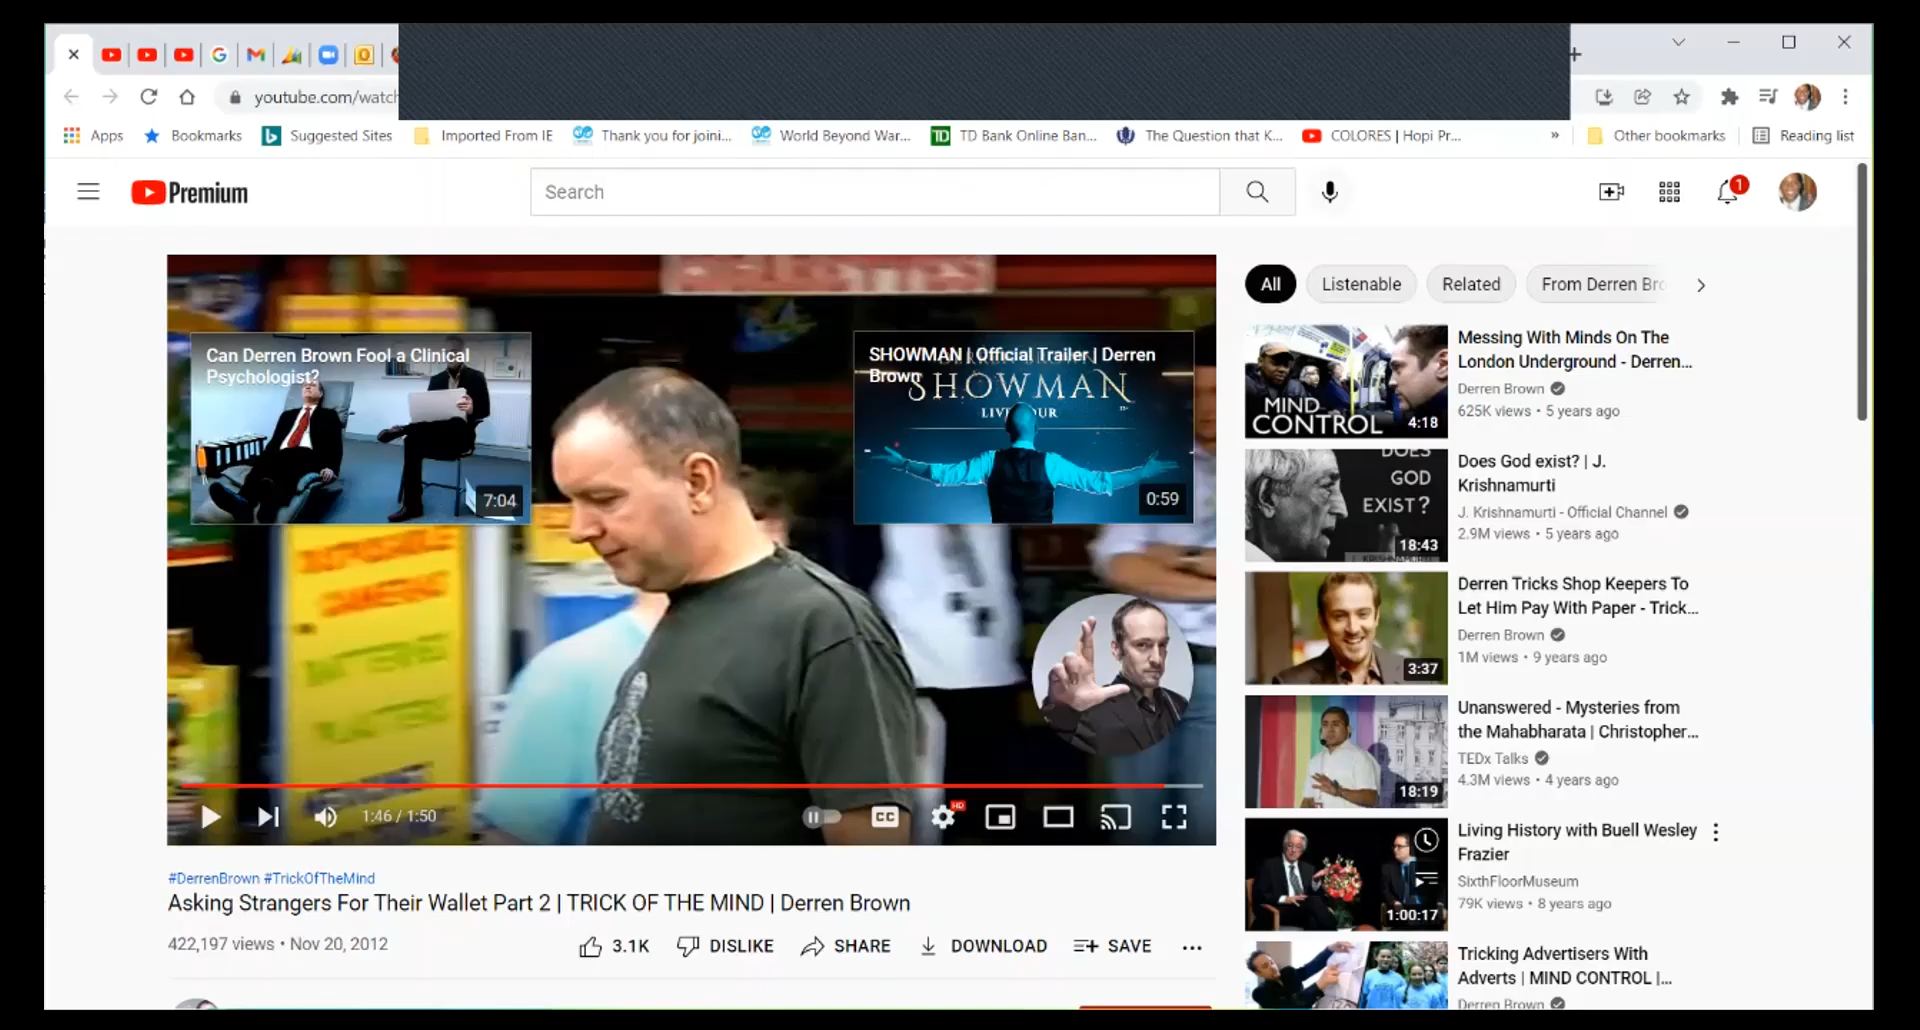 youtube.com/watch
Apps
Bookmarks
Suggested Sites
Imported From IE
Thank you for joini...
World Beyond War...
TD Bank Online Ban...
The Question that K...
COLORES | Hopi Pr...
»
Other bookmarks
Reading list
Premium
Search
1
Can Derren Brown Fool a Clinical
Psychologist?
7:04
SHOWMAN | Official Trailer | Derren
Brown
SHOWMAN
0:59
1:46 / 1:50
CC
HD
#DerrenBrown #TrickOfTheMind
Asking Strangers For Their Wallet Part 2 | TRICK OF THE MIND | Derren Brown
422,197 views • Nov 20, 2012
3.1K
DISLIKE
SHARE
DOWNLOAD
SAVE
All
Listenable
Related
From Derren Bro
MIND
CONTROL
4:18
Messing With Minds On The
London Underground - Derren...
Derren Brown
625K views • 5 years ago
DOES
GOD
EXIST?
18:43
Does God exist? | J.
Krishnamurti
J. Krishnamurti - Official Channel
2.9M views • 5 years ago
3:37
Derren Tricks Shop Keepers To
Let Him Pay With Paper - Trick...
Derren Brown
1M views • 9 years ago
18:19
Unanswered - Mysteries from
the Mahabharata | Christopher...
TEDx Talks
4.3M views • 4 years ago
1:00:17
Living History with Buell Wesley
Frazier
SixthFloorMuseum
79K views • 8 years ago
Tricking Advertisers With
Adverts | MIND CONTROL |...
Derren Brown